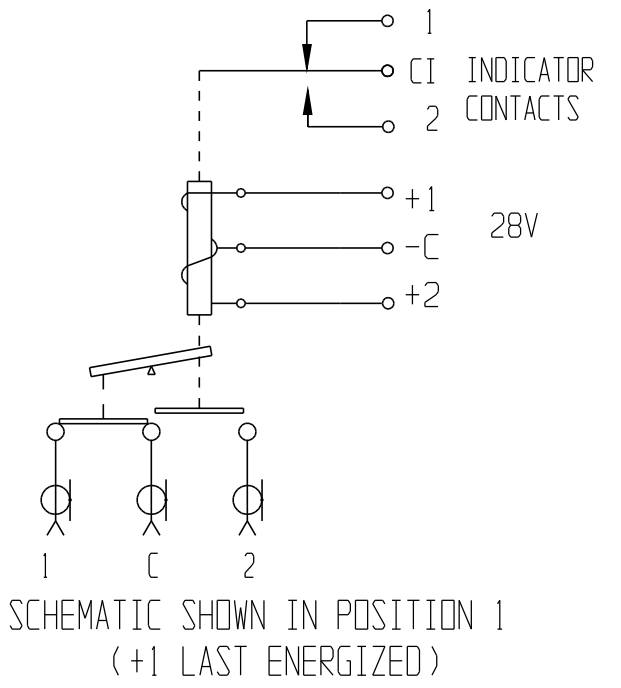 1
CI INDICATOR
CONTACTS
2
+1
28V
-C
+2
1 C 2
SCHEMATIC SHOWN IN POSITION 1
(+1 LAST ENERGIZED)